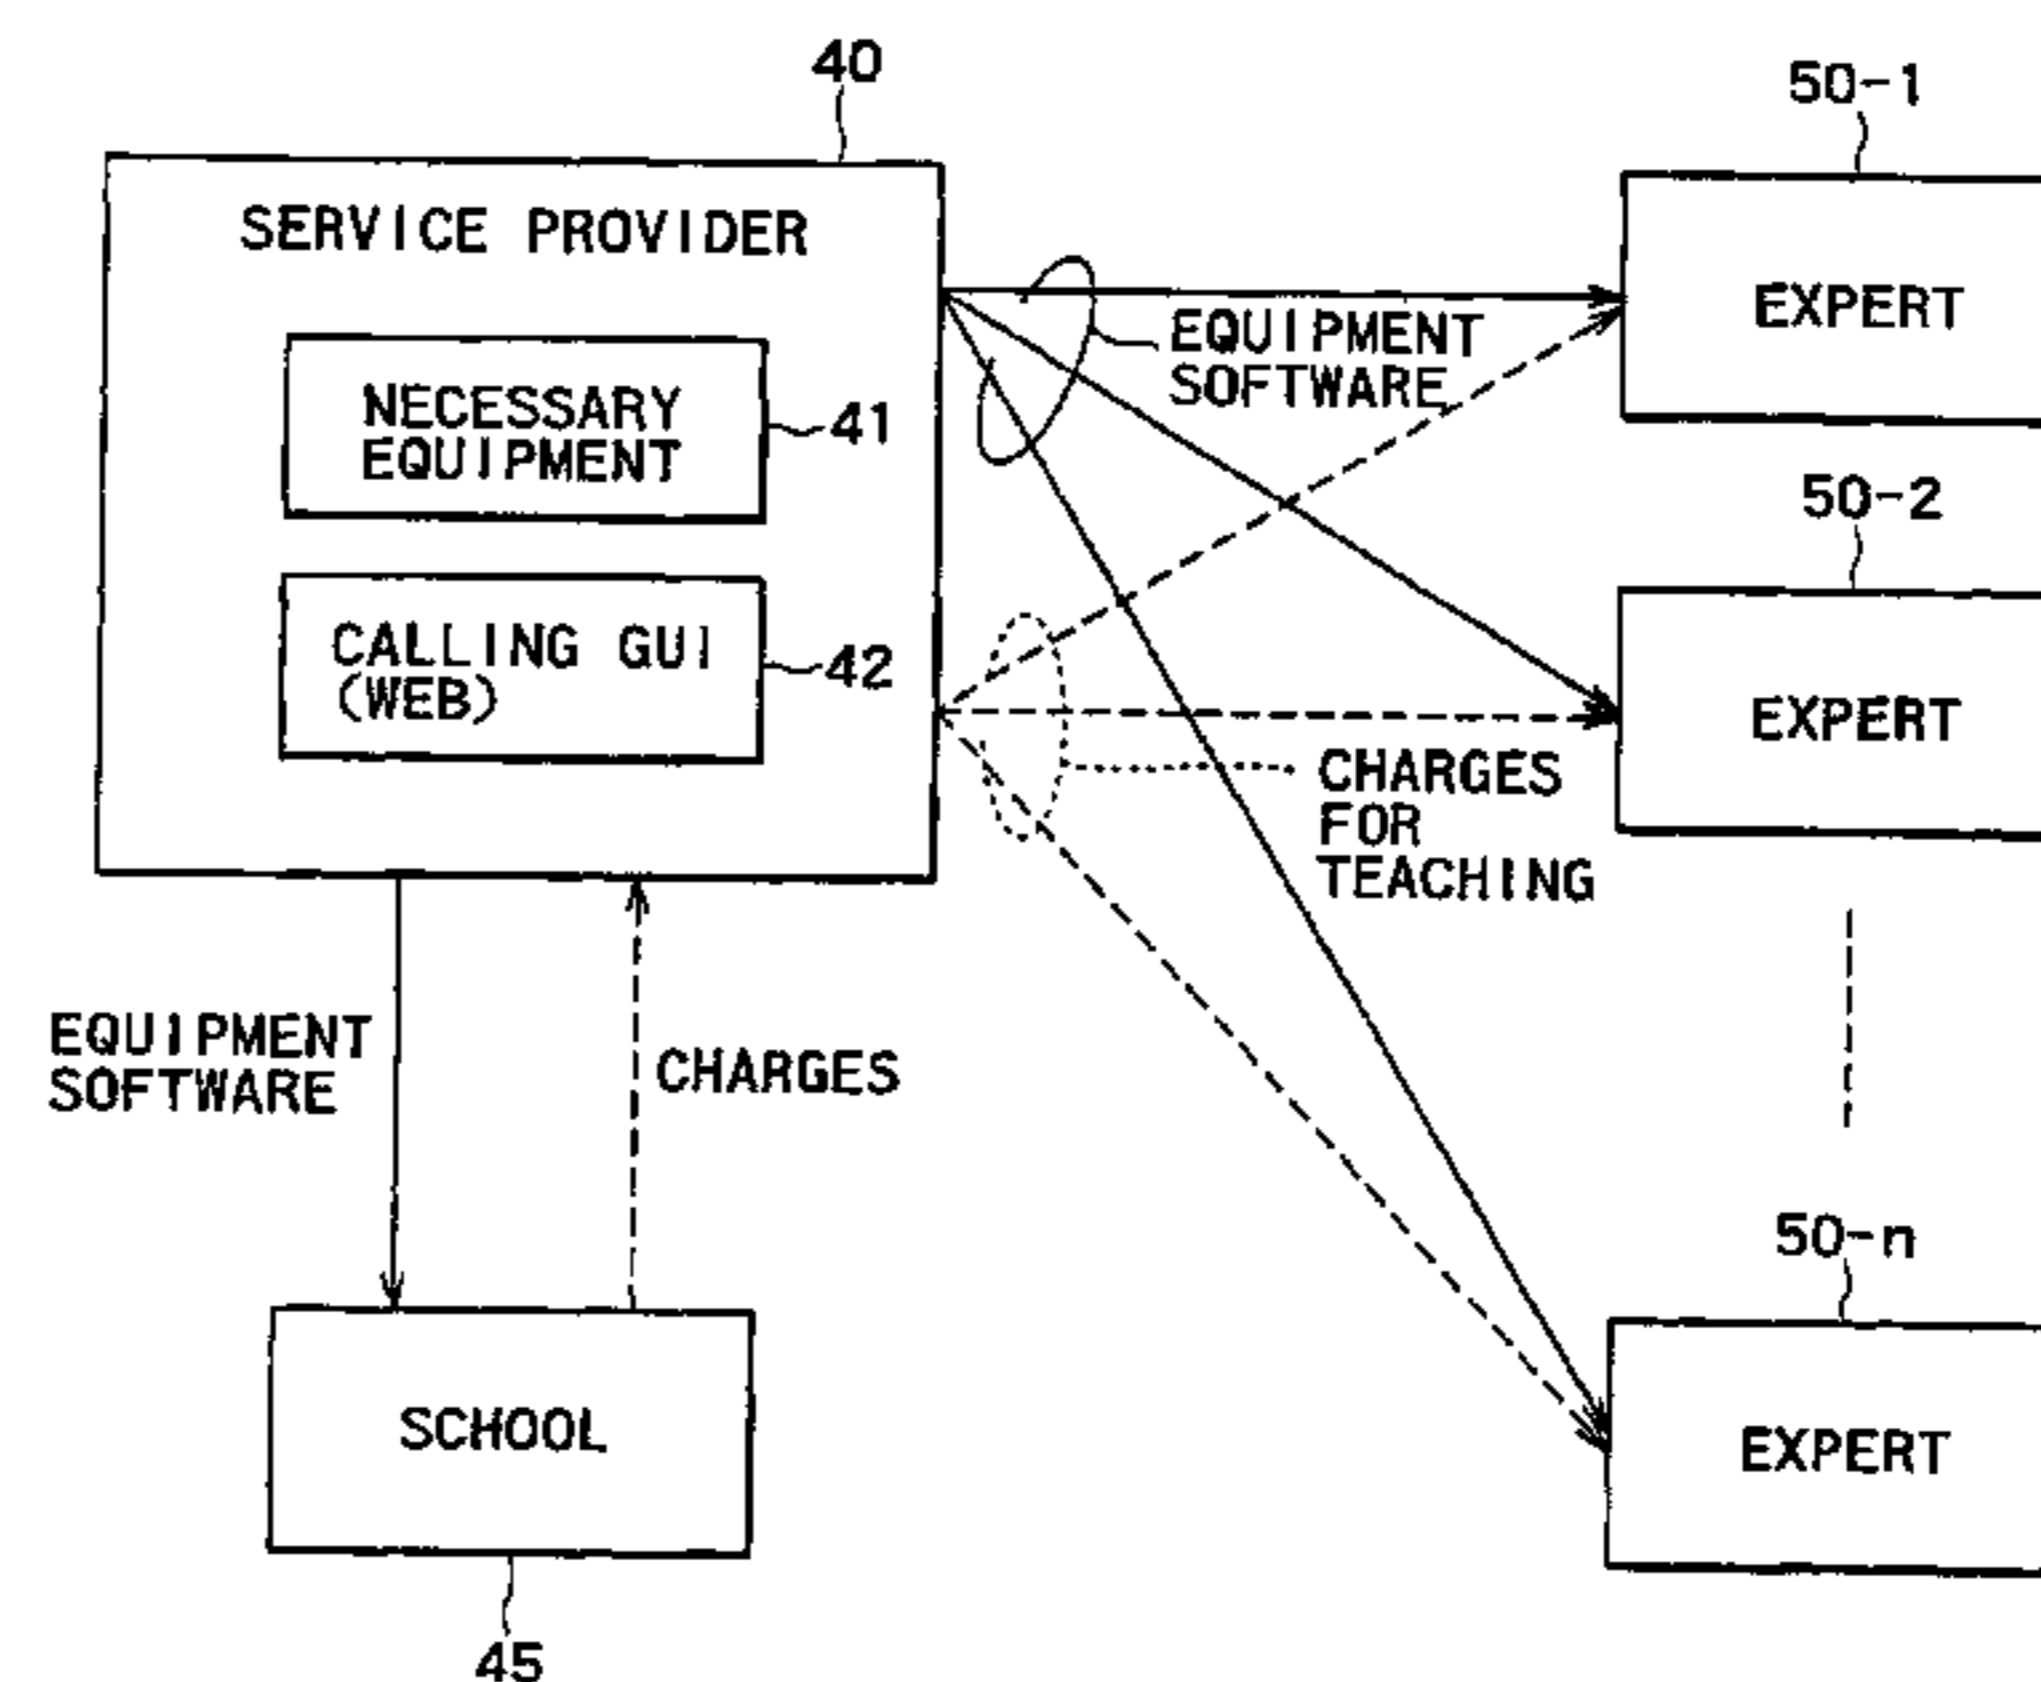 40
50-1
SERVICE PROVIDER
EXPERT
EQUIPMENT
SOFTWARE
NECESSARY
EQUIPMENT
41
50-2
CALLING GUI
(WEB)
42
EXPERT
CHARGES
FOR
TEACHING
EQUIPMENT
SOFTWARE
CHARGES
50-n
SCHOOL
EXPERT
45